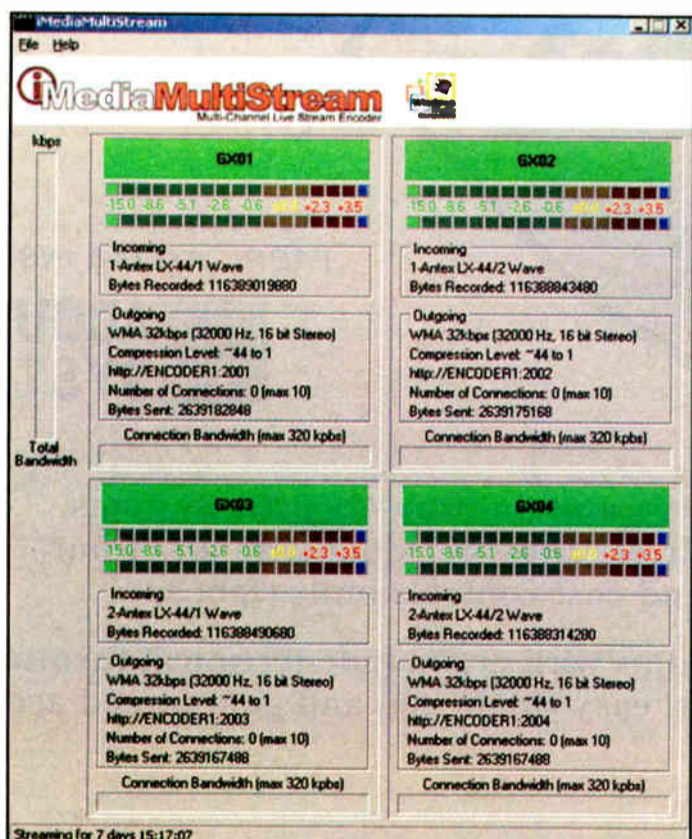 iMediaMultiStream
File Help
iMediaMultiStream
Multi-Channel Live Stream Encoder
kbps
Total
Bandwidth
GX01
-15.0 -8.6 -5.1 -2.6 -0.6 +0.0 +2.3 +3.5
Incoming
1-Antex LX-44/1 Wave
Bytes Recorded: 116389019880
Outgoing
WMA 32kbps (32000 Hz, 16 bit Stereo)
Compression Level: ~44 to 1
http://ENCODER1:2001
Number of Connections: 0 (max 10)
Bytes Sent: 2639182848
Connection Bandwidth (max 320 kpbs)
GX02
-15.0 -8.6 -5.1 -2.6 -0.6 +0.0 +2.3 +3.5
Incoming
1-Antex LX-44/2 Wave
Bytes Recorded: 116388843480
Outgoing
WMA 32kbps (32000 Hz, 16 bit Stereo)
Compression Level: ~44 to 1
http://ENCODER1:2002
Number of Connections: 0 (max 10)
Bytes Sent: 2639175168
Connection Bandwidth (max 320 kpbs)
GX03
-15.0 -8.6 -5.1 -2.6 -0.6 +0.0 +2.3 +3.5
Incoming
2-Antex LX-44/1 Wave
Bytes Recorded: 116388490680
Outgoing
WMA 32kbps (32000 Hz, 16 bit Stereo)
Compression Level: ~44 to 1
http://ENCODER1:2003
Number of Connections: 0 (max 10)
Bytes Sent: 2639167488
Connection Bandwidth (max 320 kpbs)
GX04
-15.0 -8.6 -5.1 -2.6 -0.6 +0.0 +2.3 +3.5
Incoming
2-Antex LX-44/2 Wave
Bytes Recorded: 116388314280
Outgoing
WMA 32kbps (32000 Hz, 16 bit Stereo)
Compression Level: ~44 to 1
http://ENCODER1:2004
Number of Connections: 0 (max 10)
Bytes Sent: 2639167488
Connection Bandwidth (max 320 kpbs)
Streaming for 7 days 15:17:07